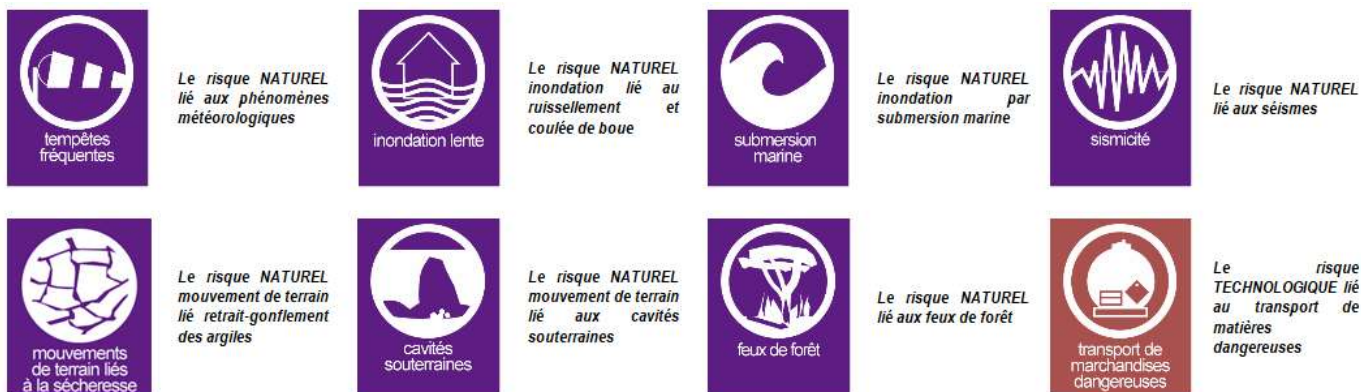 tempêtes
fréquentes
Le risque NATUREL
lié aux phénomènes
météorologiques
inondation lente
Le risque NATUREL
inondation lié au
ruissellement et
coulée de boue
submersion
marine
Le risque NATUREL
inondation par
submersion marine
sismicité
Le risque NATUREL
lié aux séismes
mouvements
de terrain liés
à la sécheresse
Le risque NATUREL
mouvement de terrain
lié retrait-gonflement
des argiles
cavités
souterraines
Le risque NATUREL
mouvement de terrain
lié aux cavités
souterraines
feux de forêt
Le risque NATUREL
lié aux feux de forêt
transport de
marchandises
dangereuses
Le risque
TECHNOLOGIQUE lié
au transport de
matières
dangereuses